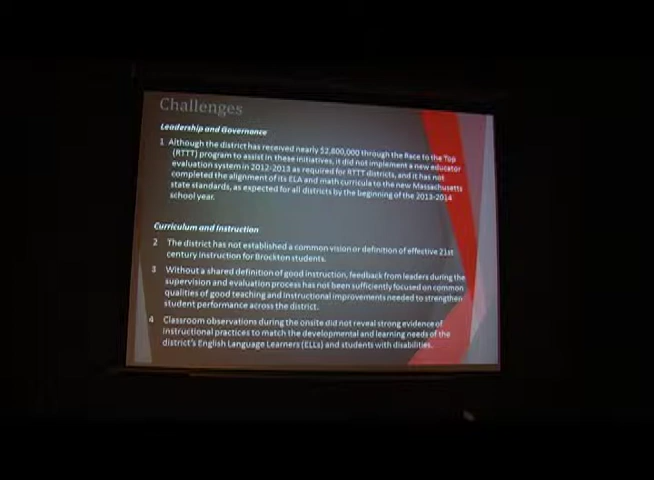 Challenges
Leadership and Governance
1 Although the district has received nearly $2,800,000 through the Race to the Top
(RTTT) program to assist in these initiatives, it did not implement a new educator
evaluation system in 2012-2013 as required for RTTT districts, and it has not
completed the alignment of its ELA and math curricula to the new Massachusetts
state standards, as expected for all districts by the beginning of the 2013-2014
school year.
Curriculum and Instruction
2 The district has not established a common vision or definition of effective 21st
century instruction for Brockton students.
3 Without a shared definition of good instruction, feedback from leaders during the
supervision and evaluation process has not been sufficiently focused on common
qualities of good teaching and instructional improvements needed to strengthen
student performance across the district.
4 Classroom observations during the onsite did not reveal strong evidence of
instructional practices to match the developmental and learning needs of the
district's English Language Learners (ELLs) and students with disabilities.